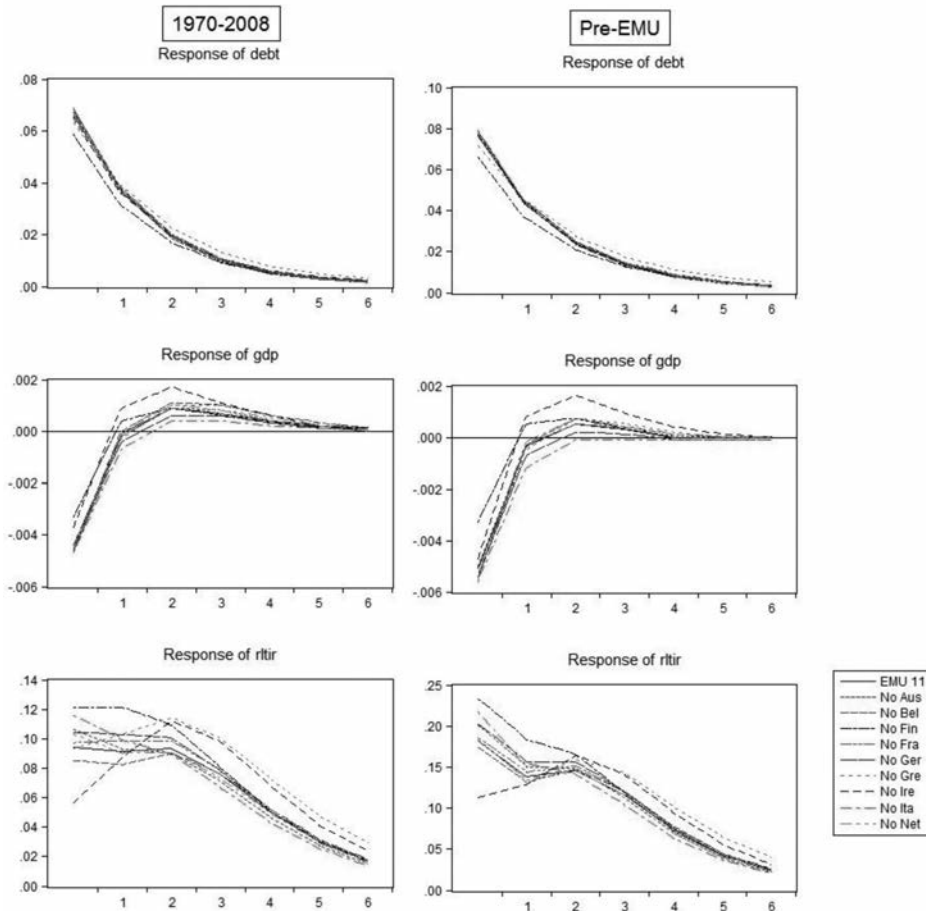 1970-2008
Response of debt
.08
.06
.04
.02
.00
1 2 3 4 5 6
Response of gdp
.002
.000
-.002
-.004
-.006
1 2 3 4 5 6
Response of rltir
.14
.12
.10
.08
.06
.04
.02
.00
1 2 3 4 5 6
Pre-EMU
Response of debt
.10
.08
.06
.04
.02
.00
1 2 3 4 5 6
Response of gdp
.002
.000
-.002
-.004
-.006
1 2 3 4 5 6
Response of rltir
.25
.20
.15
.10
.05
.00
1 2 3 4 5 6
EMU 11
No Aus
No Bel
No Fin
No Fra
No Ger
No Gre
No Ire
No Ita
No Net